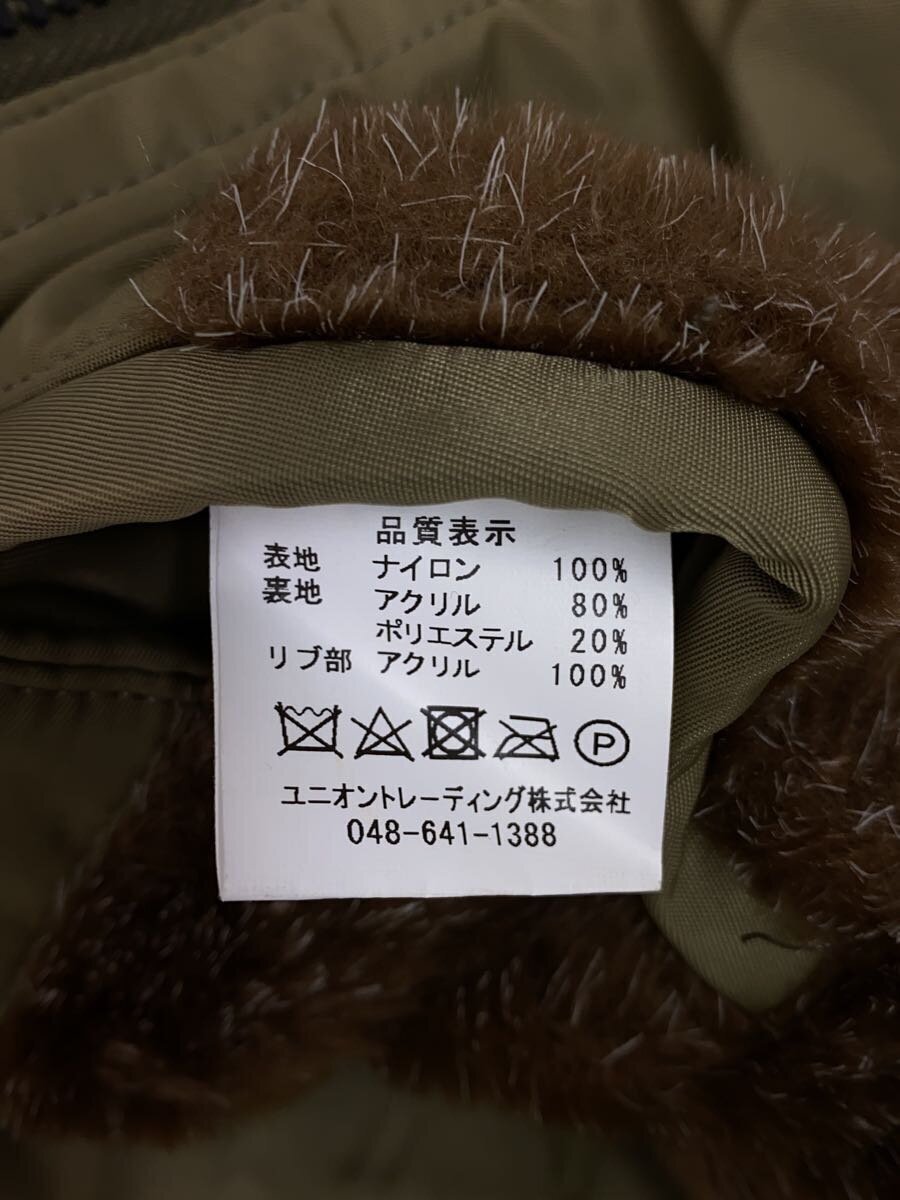 品質表示
表地 ナイロン 100%
裏地 アクリル 80%
ポリエステル 20%
リブ部 アクリル 100%
P
ユニオントレーディング株式会社
048-641-1388